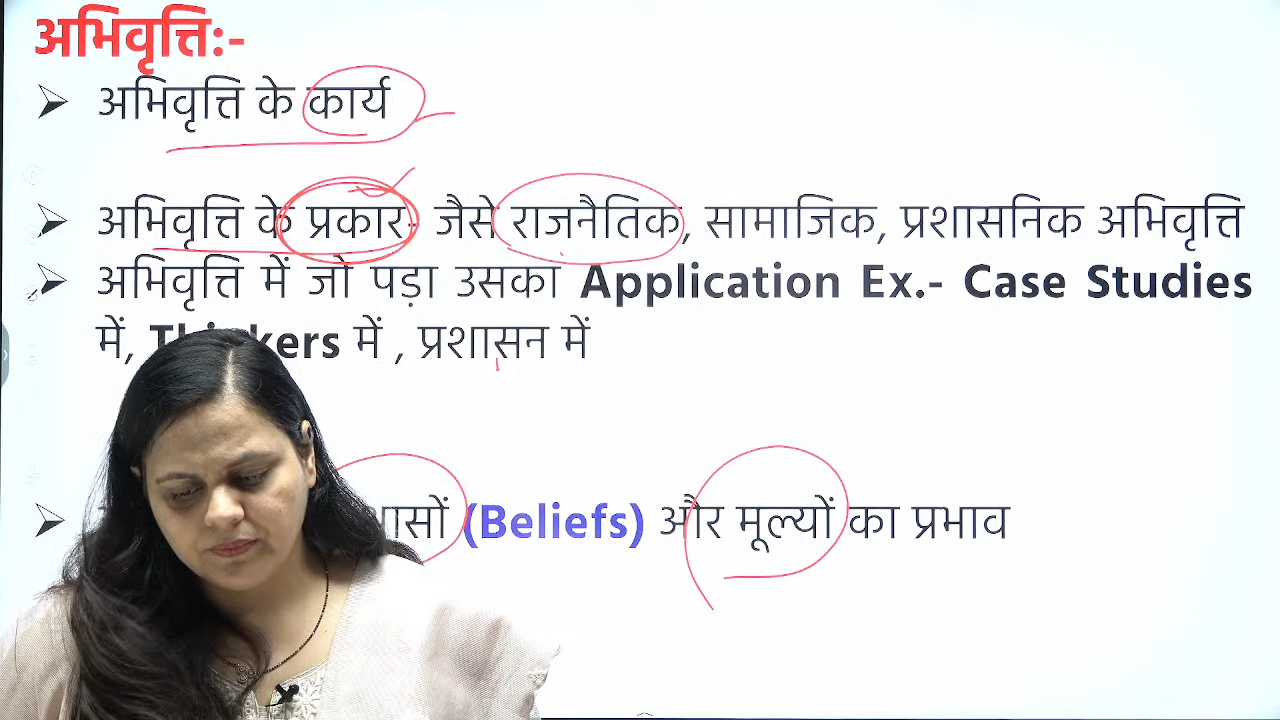 अभिवृत्ति:-
➢ अभिवृत्ति के कार्य
➢ अभिवृत्ति के प्रकार- जैसे राजनैतिक, सामाजिक, प्रशासनिक अभिवृत्ति
➢ अभिवृत्ति में जो पड़ा उसका Application Ex.- Case Studies
में, Thinkers में , प्रशासन में
➢ (Beliefs) और मूल्यों का प्रभाव